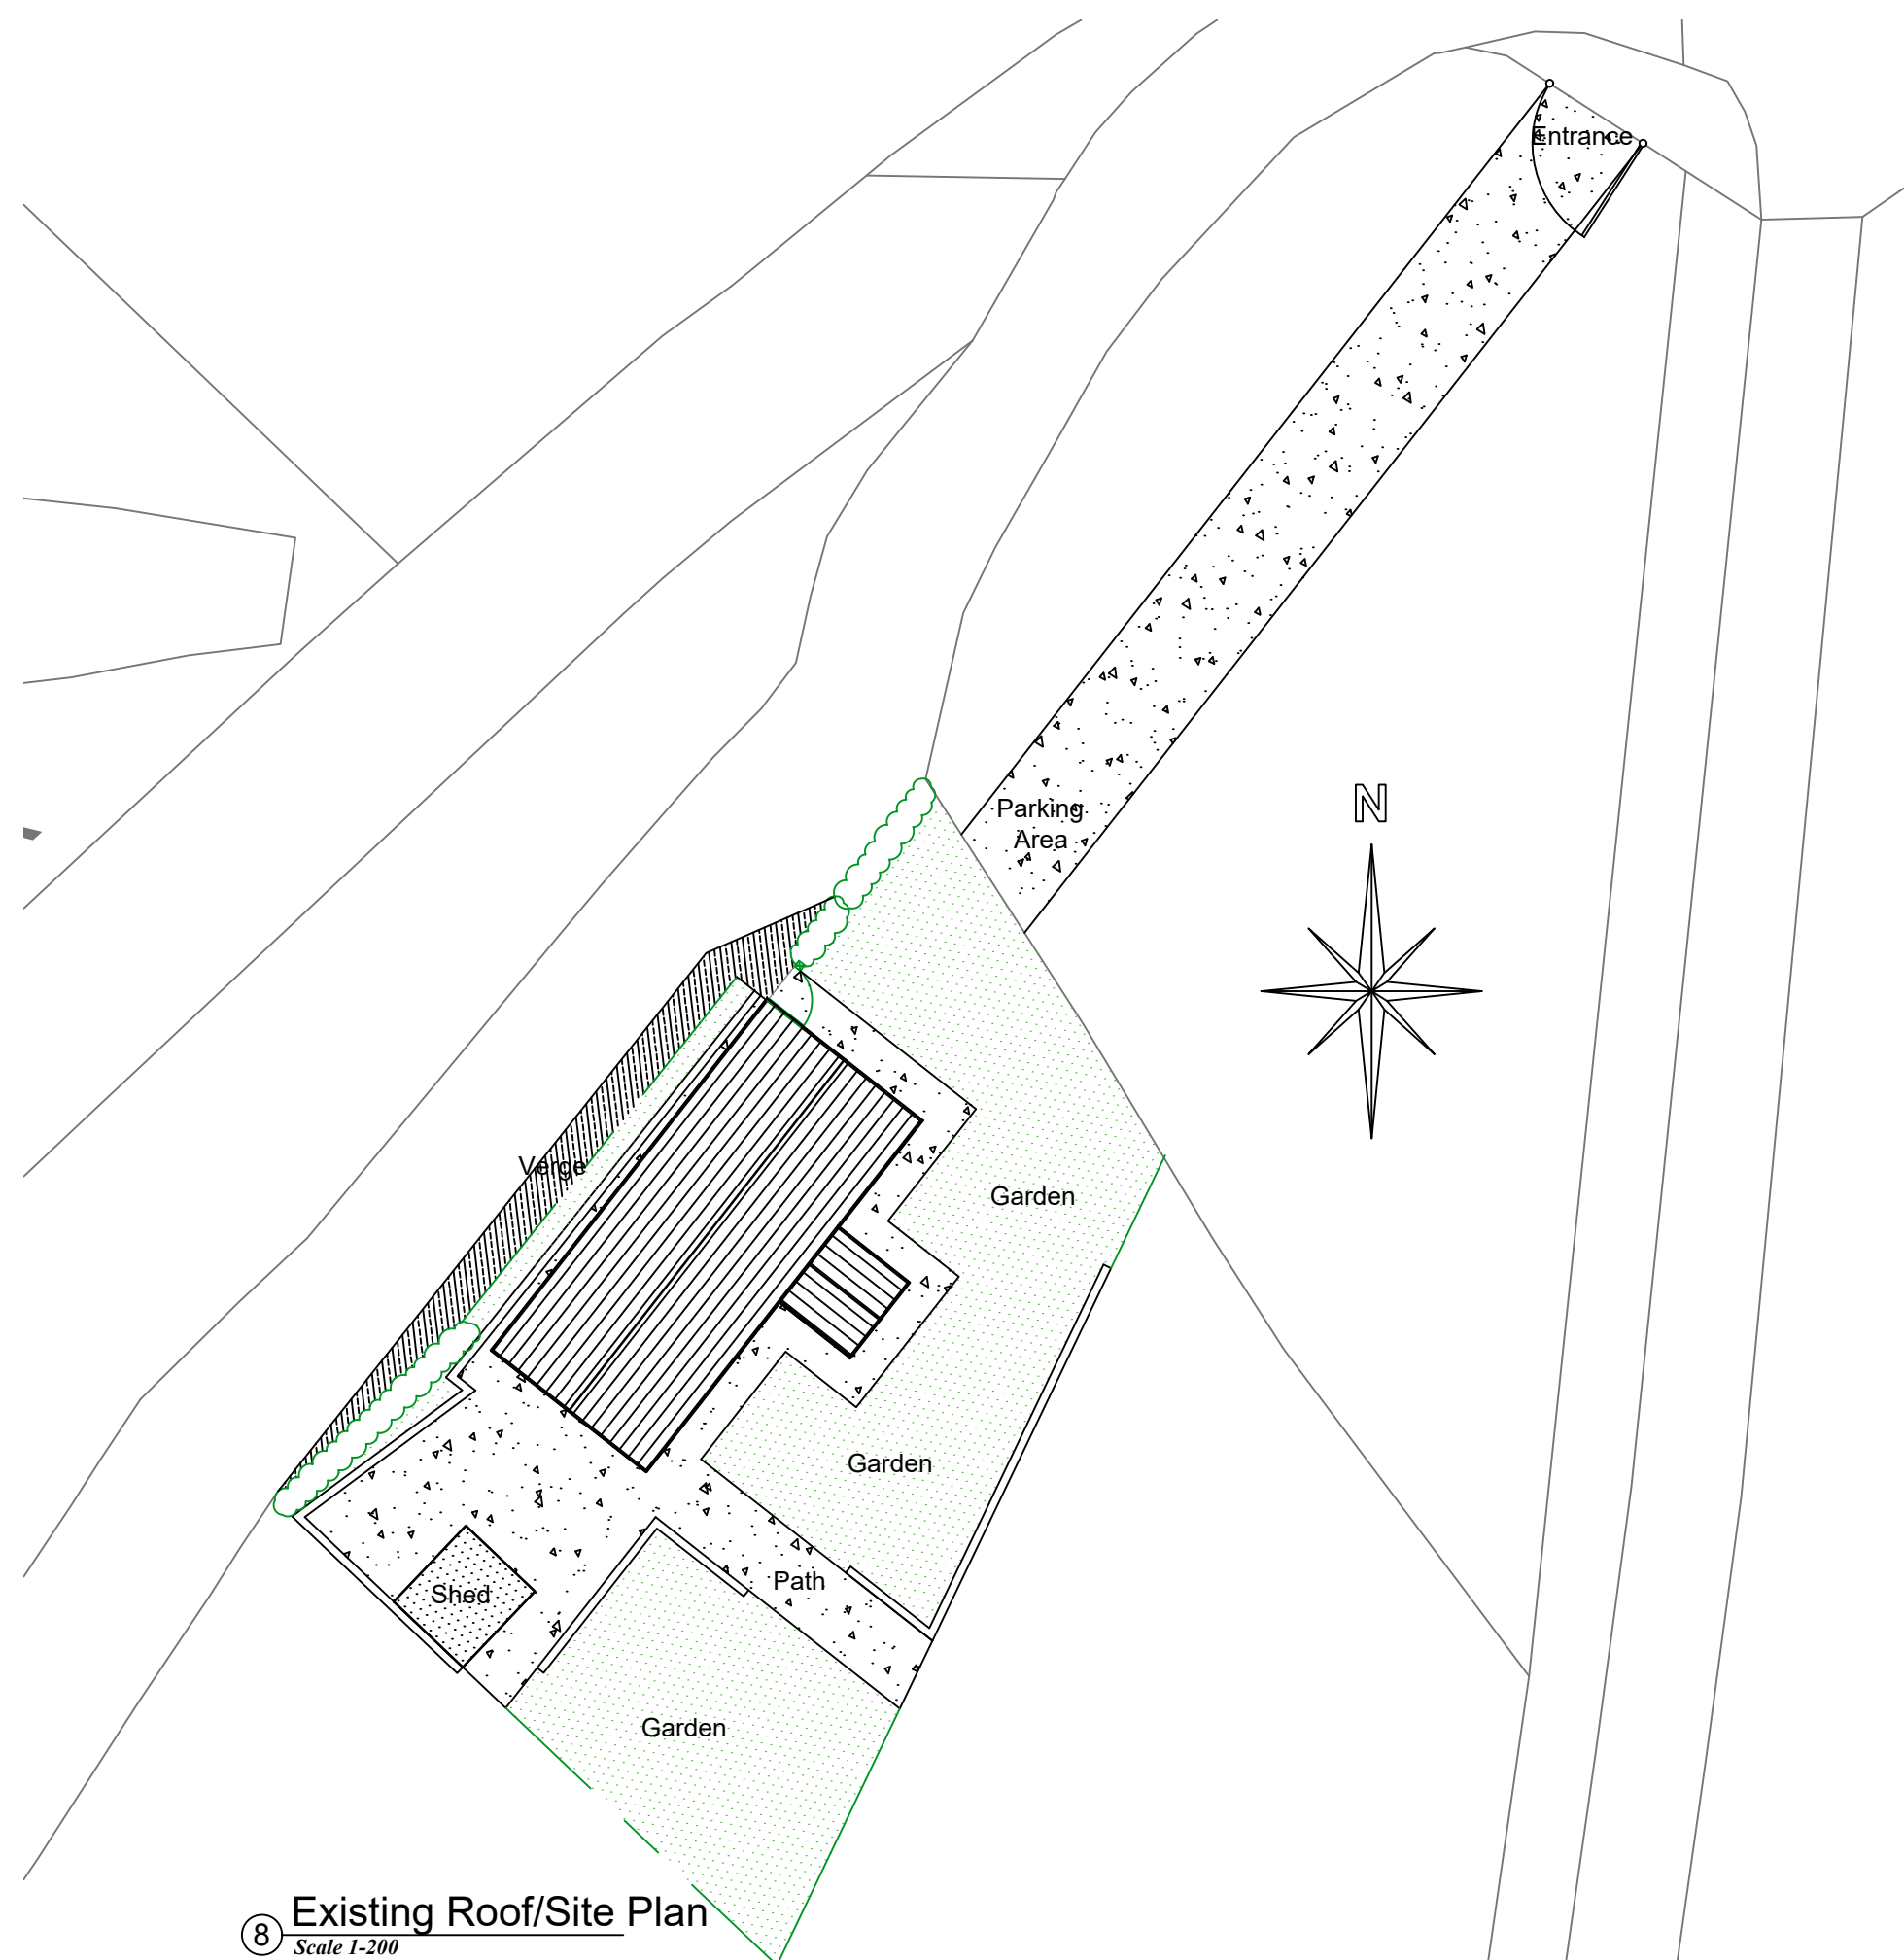 Entrance
N
Parking
Area
Verge
Garden
Garden
Path
Shed
Garden
8 Existing Roof/Site Plan
Scale 1-200